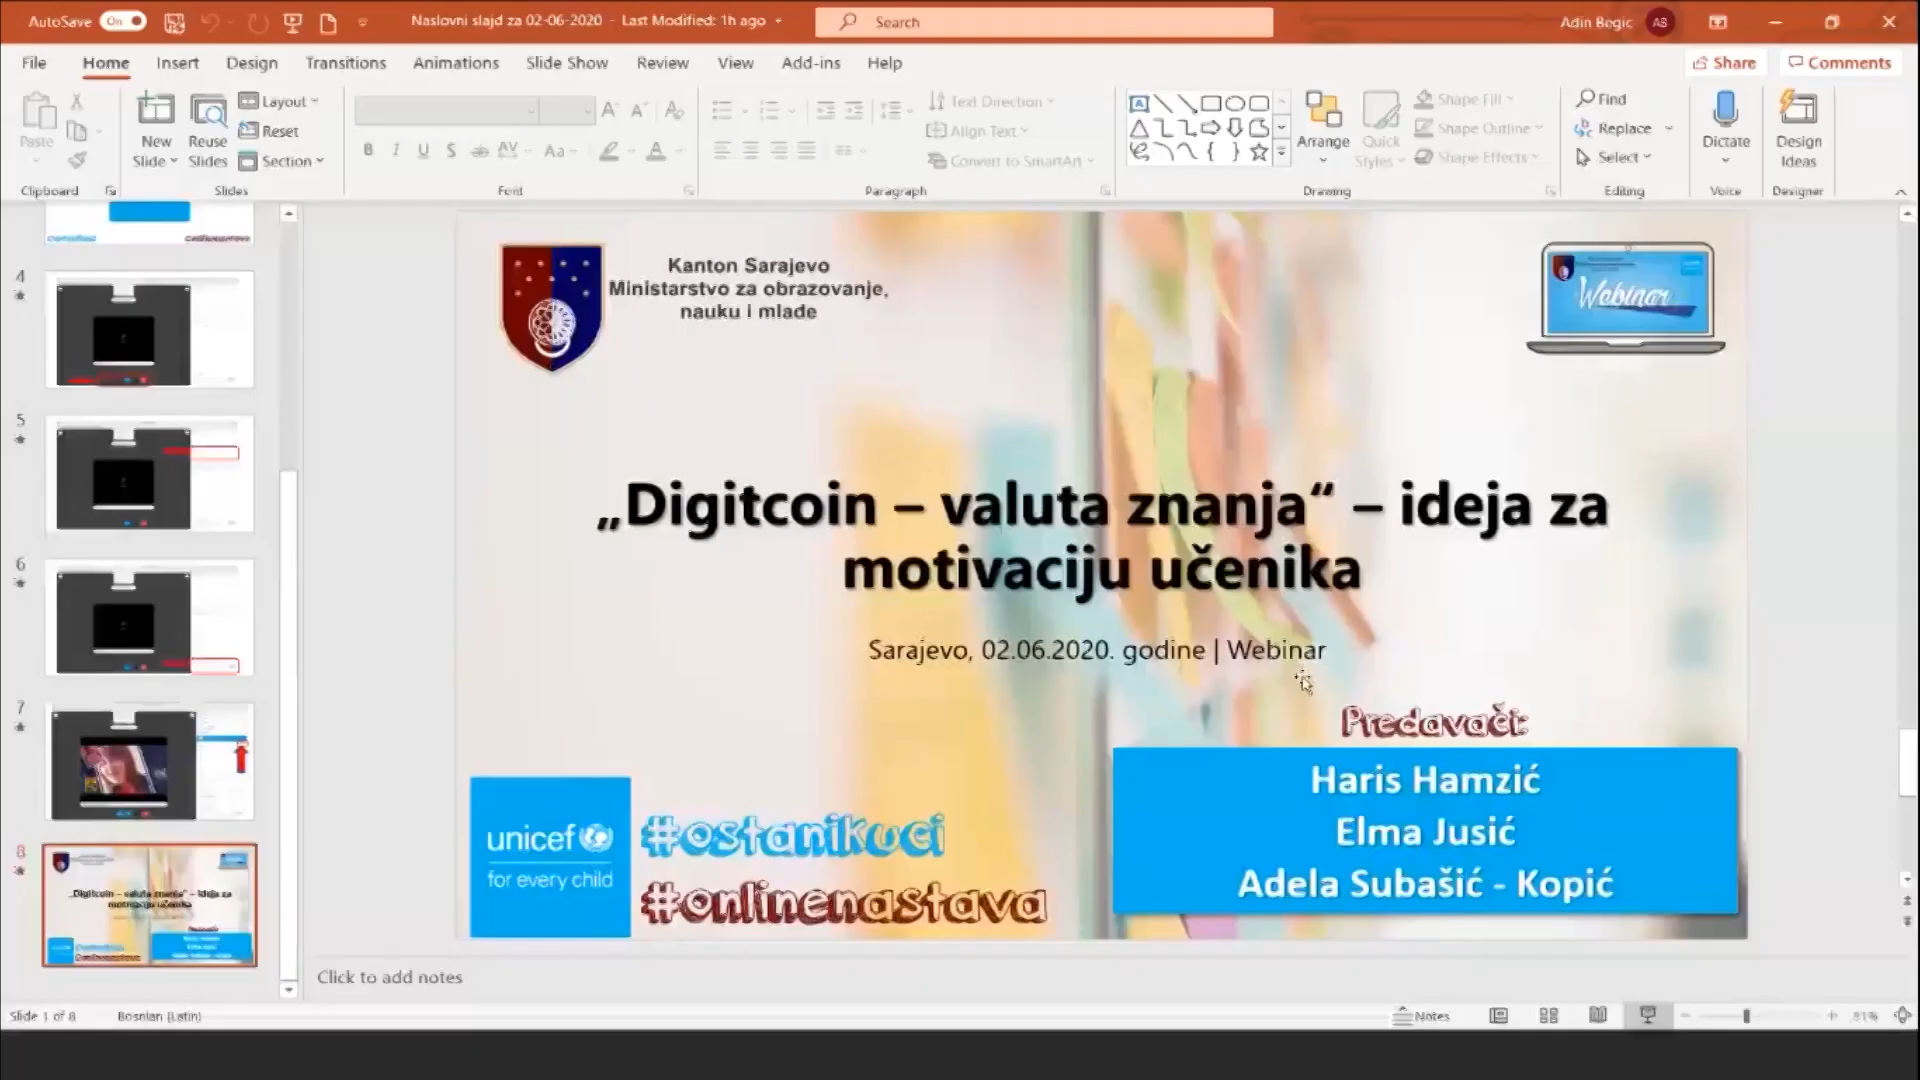 AutoSave On
Naslovni slajd za 02-06-2020 - Last Modified: 1h ago
Search
Adin Begic
AB
File Home Insert Design Transitions Animations Slide Show Review View Add-ins Help
Share
Comments
Paste
New Slide
Reuse Slides
Layout
Reset
Section
Text Direction
Align Text
Convert to SmartArt
Arrange
Quick Styles
Shape Fill
Shape Outline
Shape Effects
Find
Replace
Select
Dictate
Design Ideas
Clipboard Slides Font Paragraph Drawing Editing Voice Designer
4
5
6
7
8
Kanton Sarajevo
Ministarstvo za obrazovanje,
nauku i mlade
Webinar
„Digitcoin – valuta znanja“ – ideja za
motivaciju učenika
Sarajevo, 02.06.2020. godine | Webinar
Predavači:
Haris Hamzić
Elma Jusić
Adela Subašić - Kopić
unicef
for every child
#ostanikuci
#onlinenastava
Click to add notes
Slide 1 of 8
Bosnian (Latin)
Notes
81%